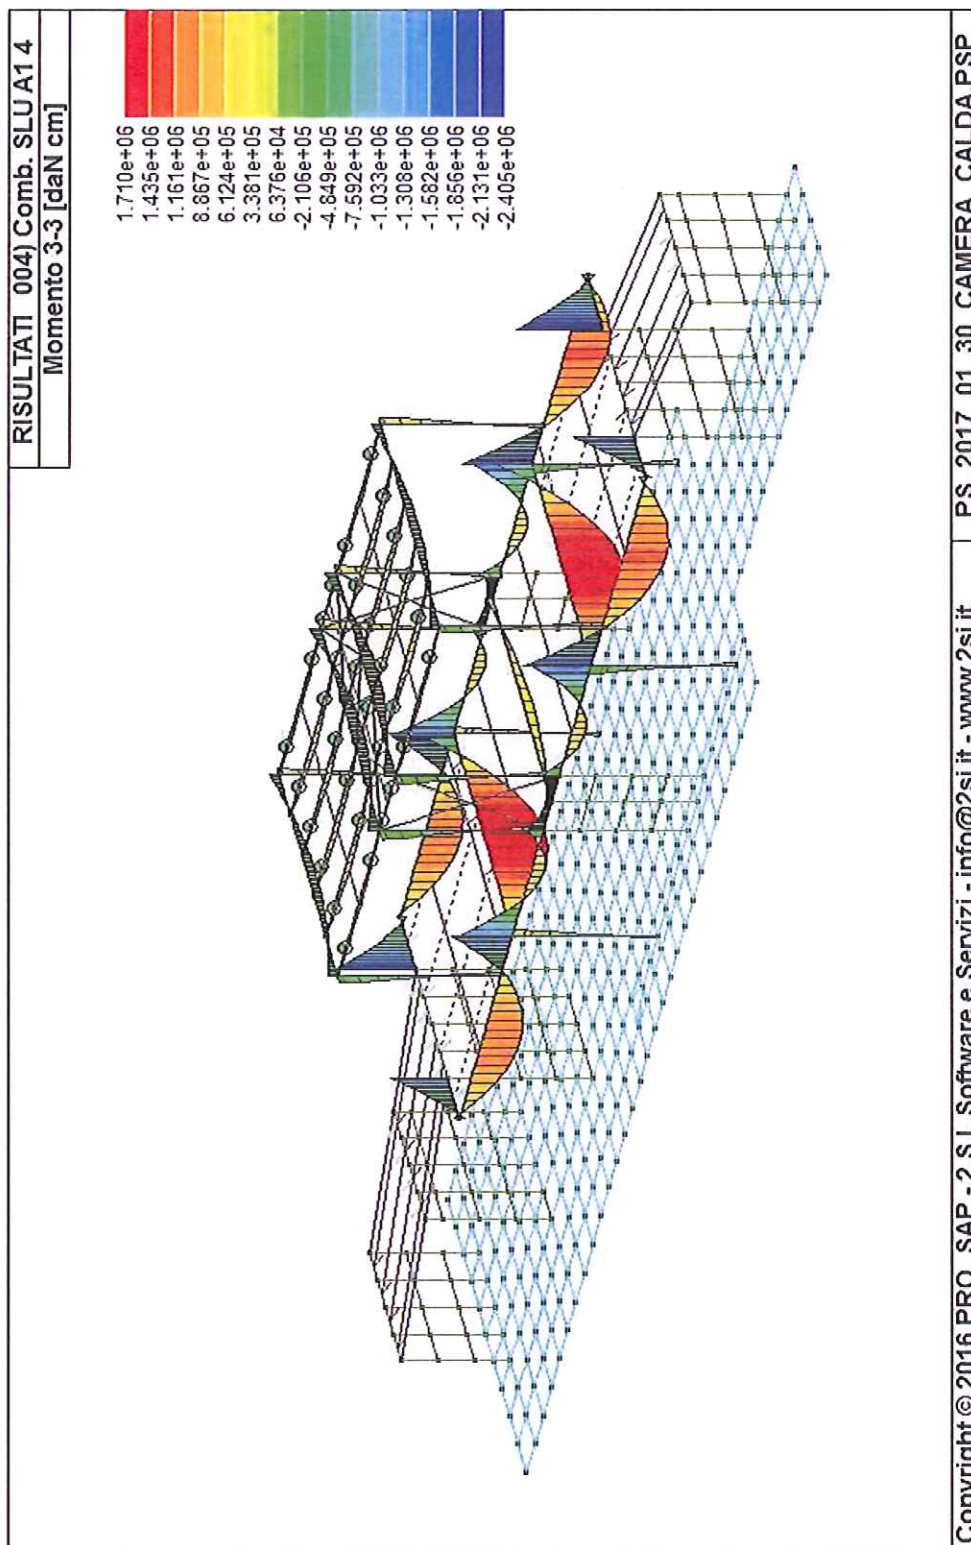 RISULTATI 004) Comb. SLU A1 4
Momento 3-3 [daN cm]
1.710e+06
1.435e+06
1.161e+06
8.867e+05
6.124e+05
3.381e+05
6.376e+04
-2.106e+05
-4.849e+05
-7.592e+05
-1.033e+06
-1.308e+06
-1.582e+06
-1.856e+06
-2.131e+06
-2.405e+06
Copyright © 2016 PRO_SAP - 2 S.I. Software e Servizi - info@2si.it - www.2si.it
PS_2017_01_30_CAMERA_CALDA.PSP